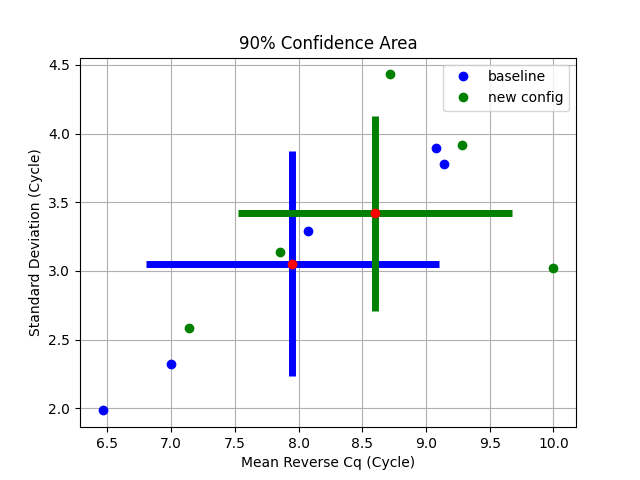 90% Confidence Area
baseline
new config
Standard Deviation (Cycle)
4.5
4.0
3.5
3.0
2.5
2.0
6.5 7.0 7.5 8.0 8.5 9.0 9.5 10.0
Mean Reverse Cq (Cycle)